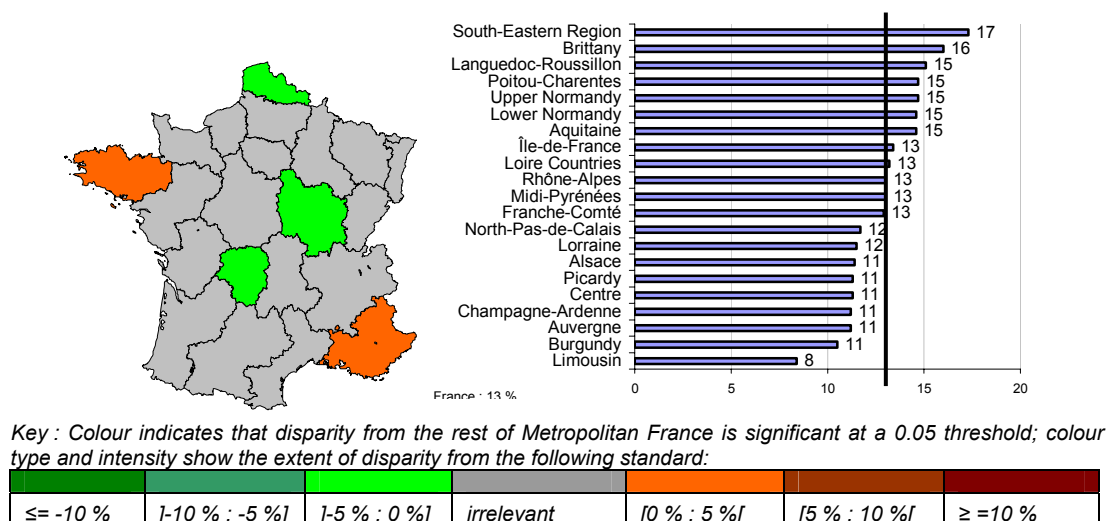 South-Eastern Region 17
Brittany 16
Languedoc-Roussillon 15
Poitou-Charentes 15
Upper Normandy 15
Lower Normandy 15
Aquitaine 15
Île-de-France 13
Loire Countries 13
Rhône-Alpes 13
Midi-Pyrénées 13
Franche-Comté 13
North-Pas-de-Calais 12
Lorraine 12
Alsace 11
Picardy 11
Centre 11
Champagne-Ardenne 11
Auvergne 11
Burgundy 11
Limousin 8
0 5 10 15 20
France : 13 %
Key : Colour indicates that disparity from the rest of Metropolitan France is significant at a 0.05 threshold; colour
type and intensity show the extent of disparity from the following standard:
≤= -10 % ]-10 % ; -5 %] ]-5 % ; 0 %] irrelevant [0 % ; 5 %[ [5 % ; 10 %[ ≥ =10 %